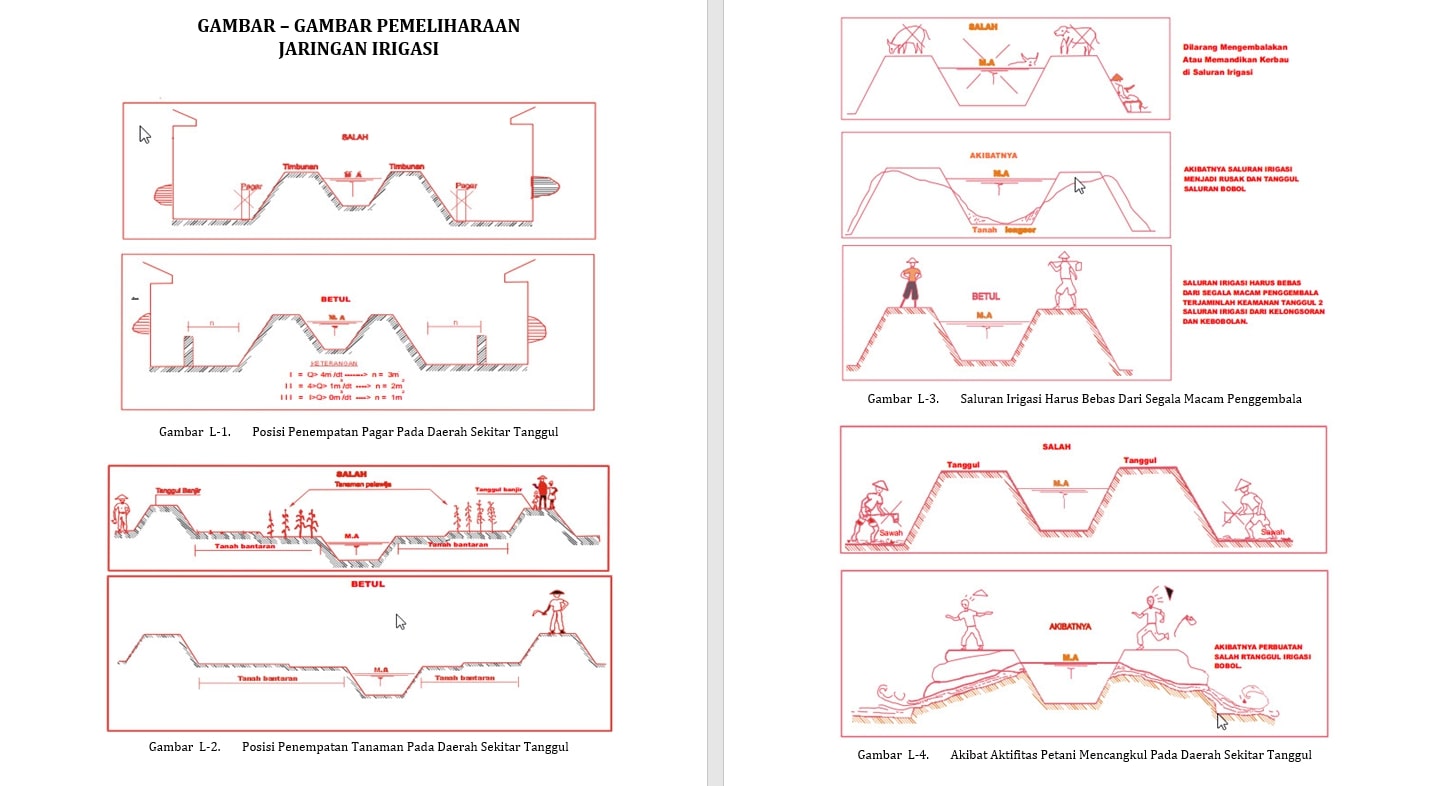 GAMBAR – GAMBAR PEMELIHARAAN
JARINGAN IRIGASI
SALAH
Timbunan
M A
Timbunan
Pagar
Pagar
BETUL
M. A
n
n
KETERANGAN
I = Q> 4m /dt -------> n = 3m
II = 4>Q> 1m /dt ----> n = 2m
III = I>Q> 0m /dt ----> n = 1m
Gambar L-1. Posisi Penempatan Pagar Pada Daerah Sekitar Tanggul
SALAH
Tanaman palawija
Tanggul Banjir
Tanggul banjir
M.A
Tanah bantaran
Tanah bantaran
BETUL
M.A
Tanah bantaran
Tanah bantaran
Gambar L-2. Posisi Penempatan Tanaman Pada Daerah Sekitar Tanggul
SALAH
M.A
Dilarang Mengembalakan
Atau Memandikan Kerbau
di Saluran Irigasi
AKIBATNYA
M.A
Tanah longsor
AKIBATNYA SALURAN IRIGASI
MENJADI RUSAK DAN TANGGUL
SALURAN BOBOL
BETUL
M.A
SALURAN IRIGASI HARUS BEBAS
DARI SEGALA MACAM PENGGEMBALA
TERJAMINLAH KEAMANAN TANGGUL 2
SALURAN IRIGASI DARI KELONGSORAN
DAN KEBOBOLAN.
Gambar L-3. Saluran Irigasi Harus Bebas Dari Segala Macam Penggembala
SALAH
Tanggul
Tanggul
M.A
Sawah
Sawah
AKIBATNYA
M.A
AKIBATNYA PERBUATAN
SALAH RTANGGUL IRIGASI
BOBOL.
Gambar L-4. Akibat Aktifitas Petani Mencangkul Pada Daerah Sekitar Tanggul